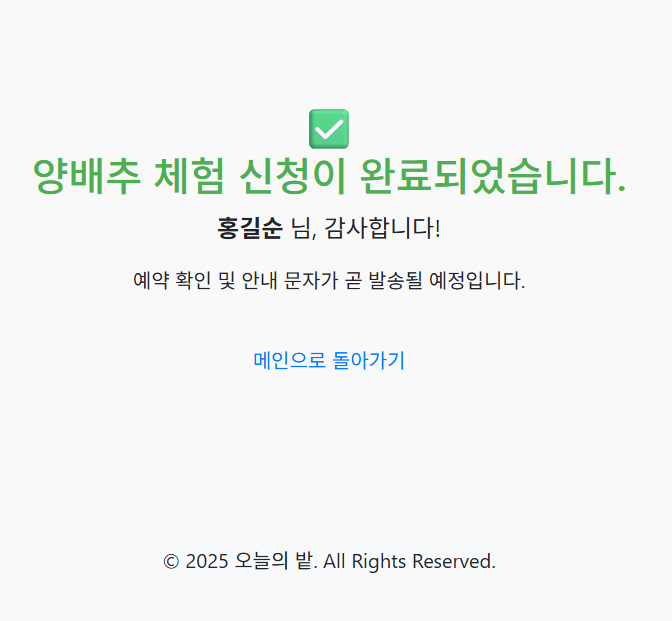 양배추 체험 신청이 완료되었습니다.
홍길순 님, 감사합니다!
예약 확인 및 안내 문자가 곧 발송될 예정입니다.
메인으로 돌아가기
© 2025 오늘의 밭. All Rights Reserved.